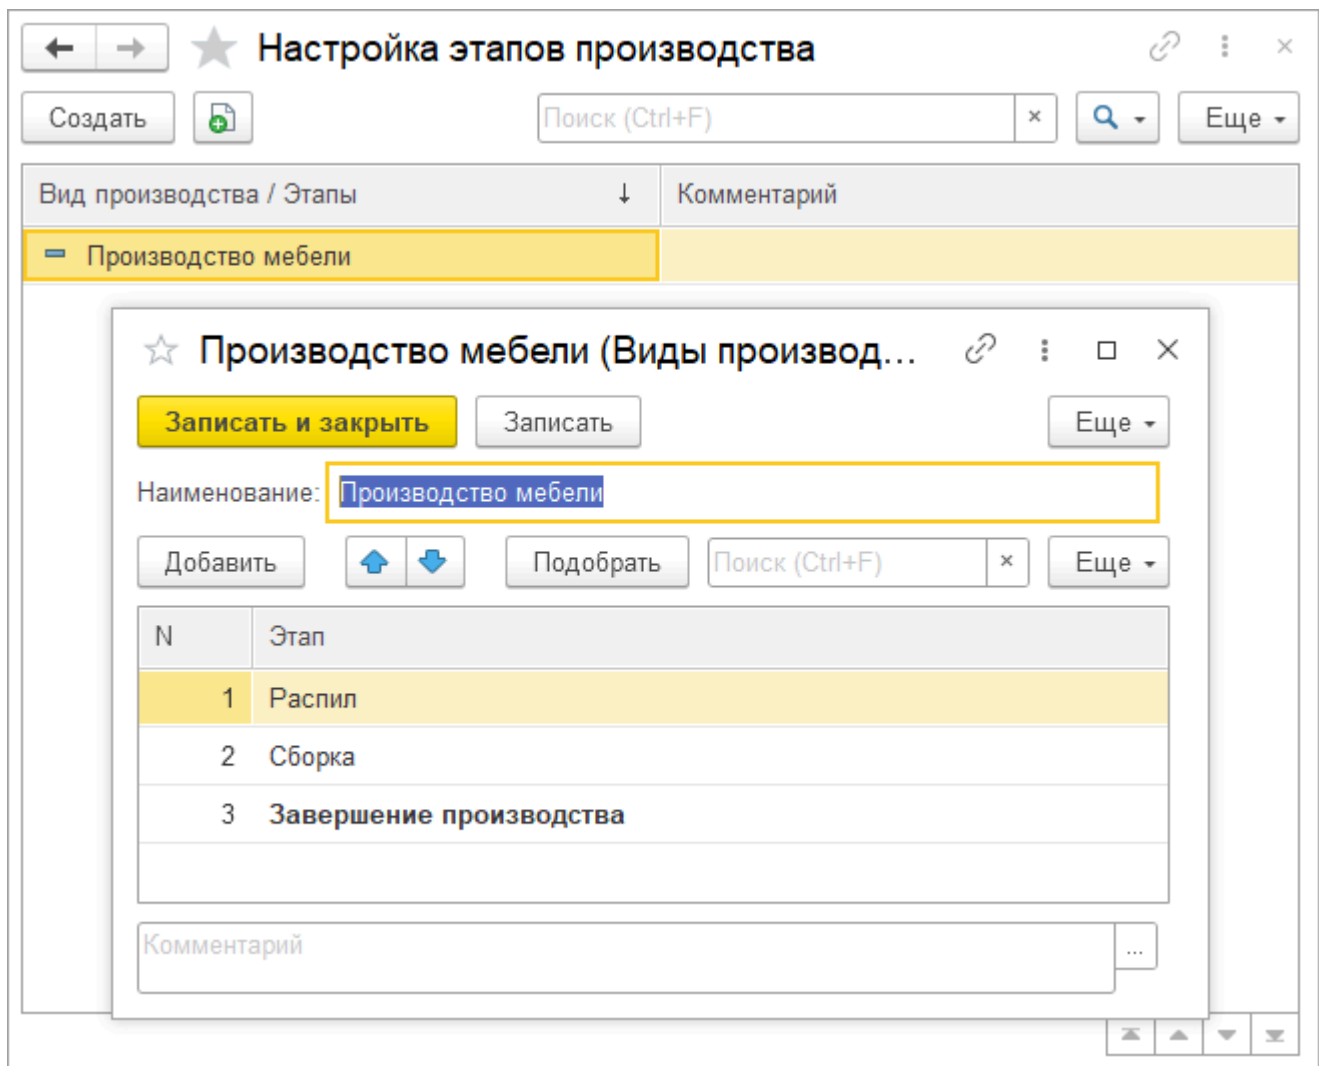 Настройка этапов производства
Создать
Поиск (Ctrl+F)
×
Еще
Вид производства / Этапы ↓
Комментарий
Производство мебели
Производство мебели (Виды производ...
Записать и закрыть
Записать
Еще
Наименование: Производство мебели
Добавить
Подобрать
Поиск (Ctrl+F)
×
Еще
N Этап
1 Распил
2 Сборка
3 Завершение производства
Комментарий
...